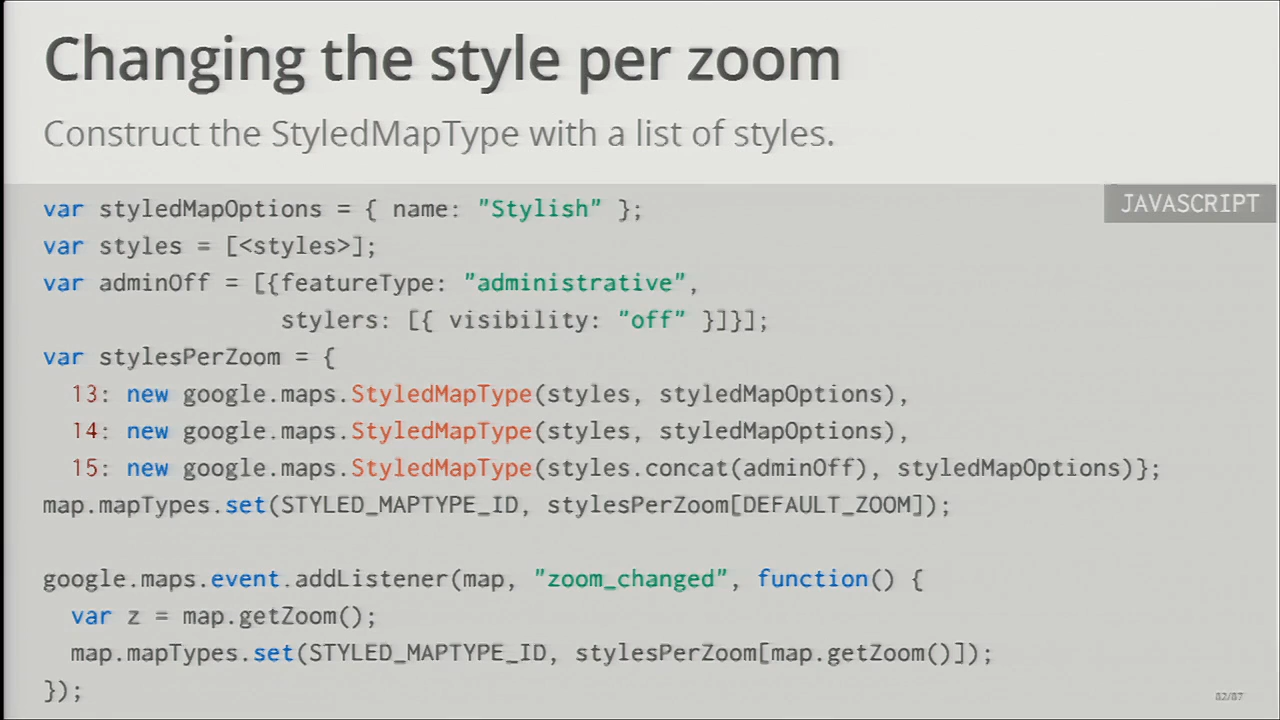 Changing the style per zoom
Construct the StyledMapType with a list of styles.
JAVASCRIPT
var styledMapOptions = { name: "Stylish" };
var styles = [<styles>];
var adminOff = [{featureType: "administrative",
stylers: [{ visibility: "off" }]}];
var stylesPerZoom = {
13: new google.maps.StyledMapType(styles, styledMapOptions),
14: new google.maps.StyledMapType(styles, styledMapOptions),
15: new google.maps.StyledMapType(styles.concat(adminOff), styledMapOptions)};
map.mapTypes.set(STYLED_MAPTYPE_ID, stylesPerZoom[DEFAULT_ZOOM]);
google.maps.event.addListener(map, "zoom_changed", function() {
var z = map.getZoom();
map.mapTypes.set(STYLED_MAPTYPE_ID, stylesPerZoom[map.getZoom()]);
});
82/87